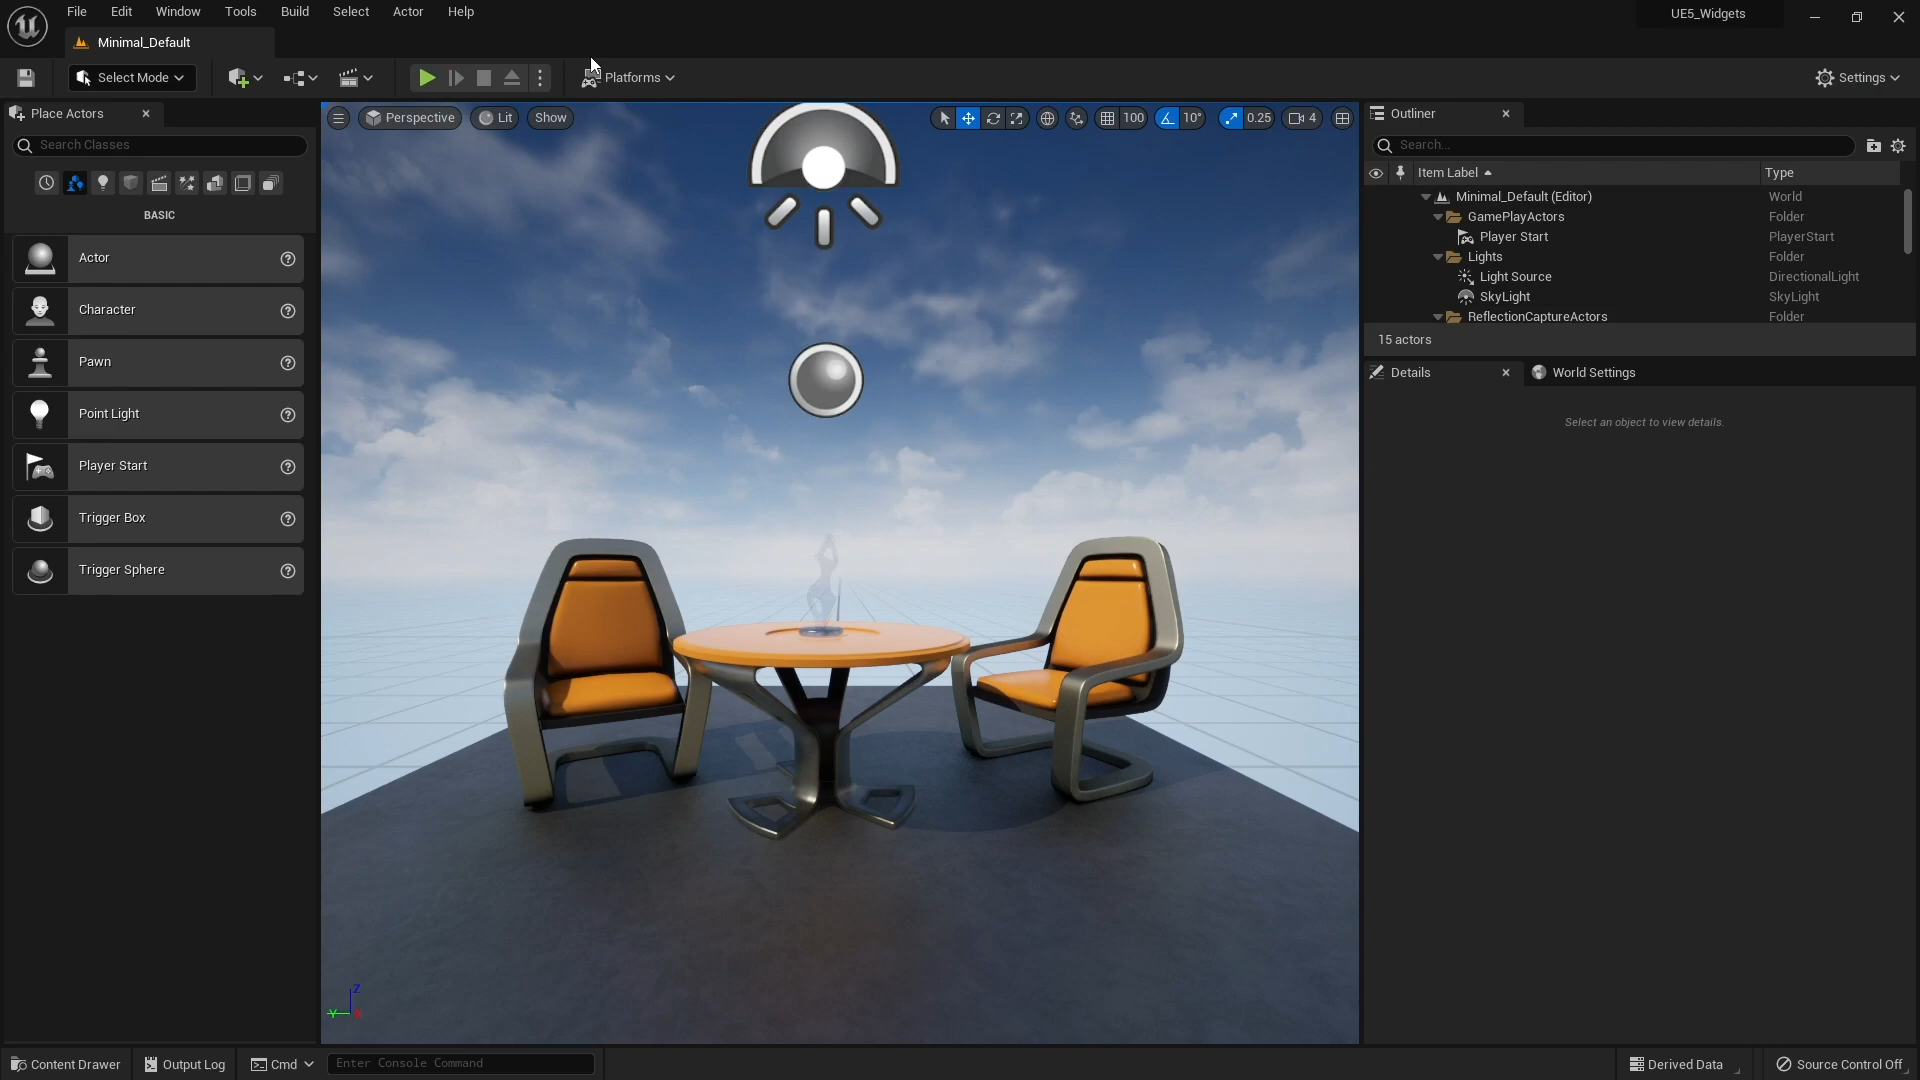 File Edit Window Tools Build Select Actor Help
UE5_Widgets
Minimal_Default
Select Mode
Platforms
Settings
Place Actors
Search Classes
BASIC
Actor
Character
Pawn
Point Light
Player Start
Trigger Box
Trigger Sphere
Perspective Lit Show
100 10° 0.25 4
Z
Y
X
Outliner
Search...
Item Label Type
Minimal_Default (Editor) World
GamePlayActors Folder
Player Start PlayerStart
Lights Folder
Light Source DirectionalLight
SkyLight SkyLight
ReflectionCaptureActors Folder
15 actors
Details World Settings
Select an object to view details.
Content Drawer Output Log Cmd Enter Console Command
Derived Data Source Control Off